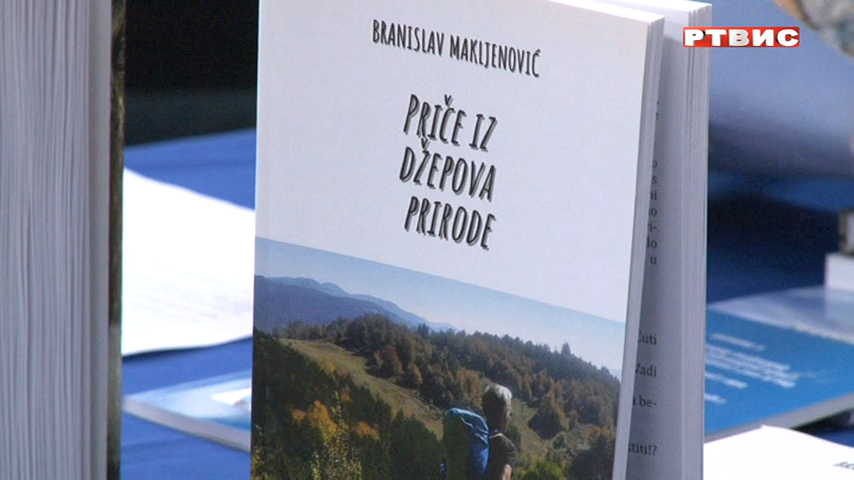 BRANISLAV MAKLJENOVIĆ
PRIČE IZ
DŽEPOVA
PRIRODE
РТВИС